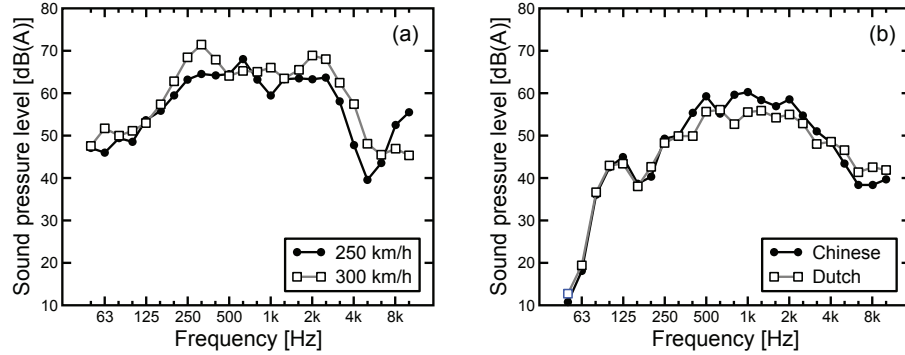 80
70
60
50
40
30
20
10
Sound pressure level [dB(A)]
(a)
250 km/h
300 km/h
63 125 250 500 1k 2k 4k 8k
Frequency [Hz]
80
70
60
50
40
30
20
10
Sound pressure level [dB(A)]
(b)
Chinese
Dutch
63 125 250 500 1k 2k 4k 8k
Frequency [Hz]